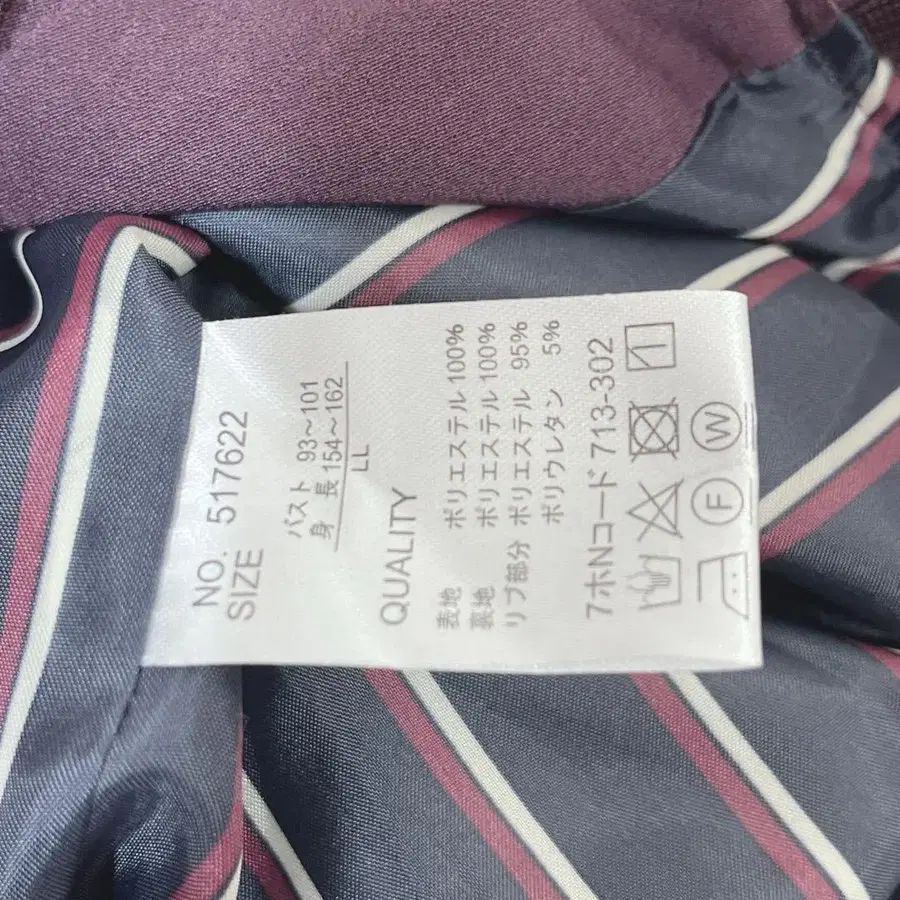 NO. 517622
SIZE
バスト 93～101
身 長 154～162
LL
QUALITY
表地 ポリエステル 100%
裏地 ポリエステル 100%
リブ部分 ポリエステル 95%
ポリウレタン 5%
7ホNコード 713-302
F W